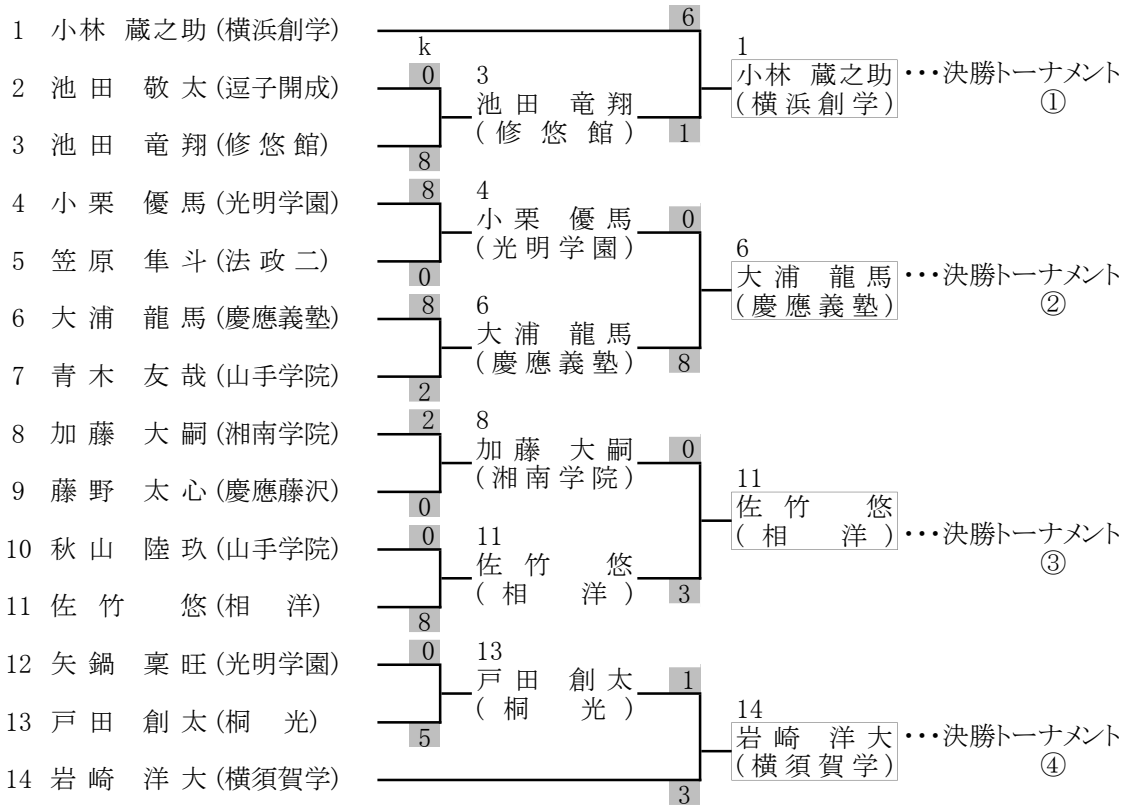 1 小林 蔵之助 (横浜創学)
2 池田 敬太 (逗子開成)
3 池田 竜翔 (修悠館)
4 小栗 優馬 (光明学園)
5 笠原 隼斗 (法政二)
6 大浦 龍馬 (慶應義塾)
7 青木 友哉 (山手学院)
8 加藤 大嗣 (湘南学院)
9 藤野 太心 (慶應藤沢)
10 秋山 陸玖 (山手学院)
11 佐竹 悠 (相 洋)
12 矢鍋 稟旺 (光明学園)
13 戸田 創太 (桐 光)
14 岩崎 洋大 (横須賀学)
k
0
8
8
0
8
2
2
0
0
8
0
5
3
池田 竜翔
(修悠館)
4
小栗 優馬
(光明学園)
6
大浦 龍馬
(慶應義塾)
8
加藤 大嗣
(湘南学院)
11
佐竹 悠
(相 洋)
13
戸田 創太
(桐 光)
6
1
0
8
0
3
1
3
1
小林 蔵之助
(横浜創学)
・・・決勝トーナメント
①
6
大浦 龍馬
(慶應義塾)
・・・決勝トーナメント
②
11
佐竹 悠
(相 洋)
・・・決勝トーナメント
③
14
岩崎 洋大
(横須賀学)
・・・決勝トーナメント
④